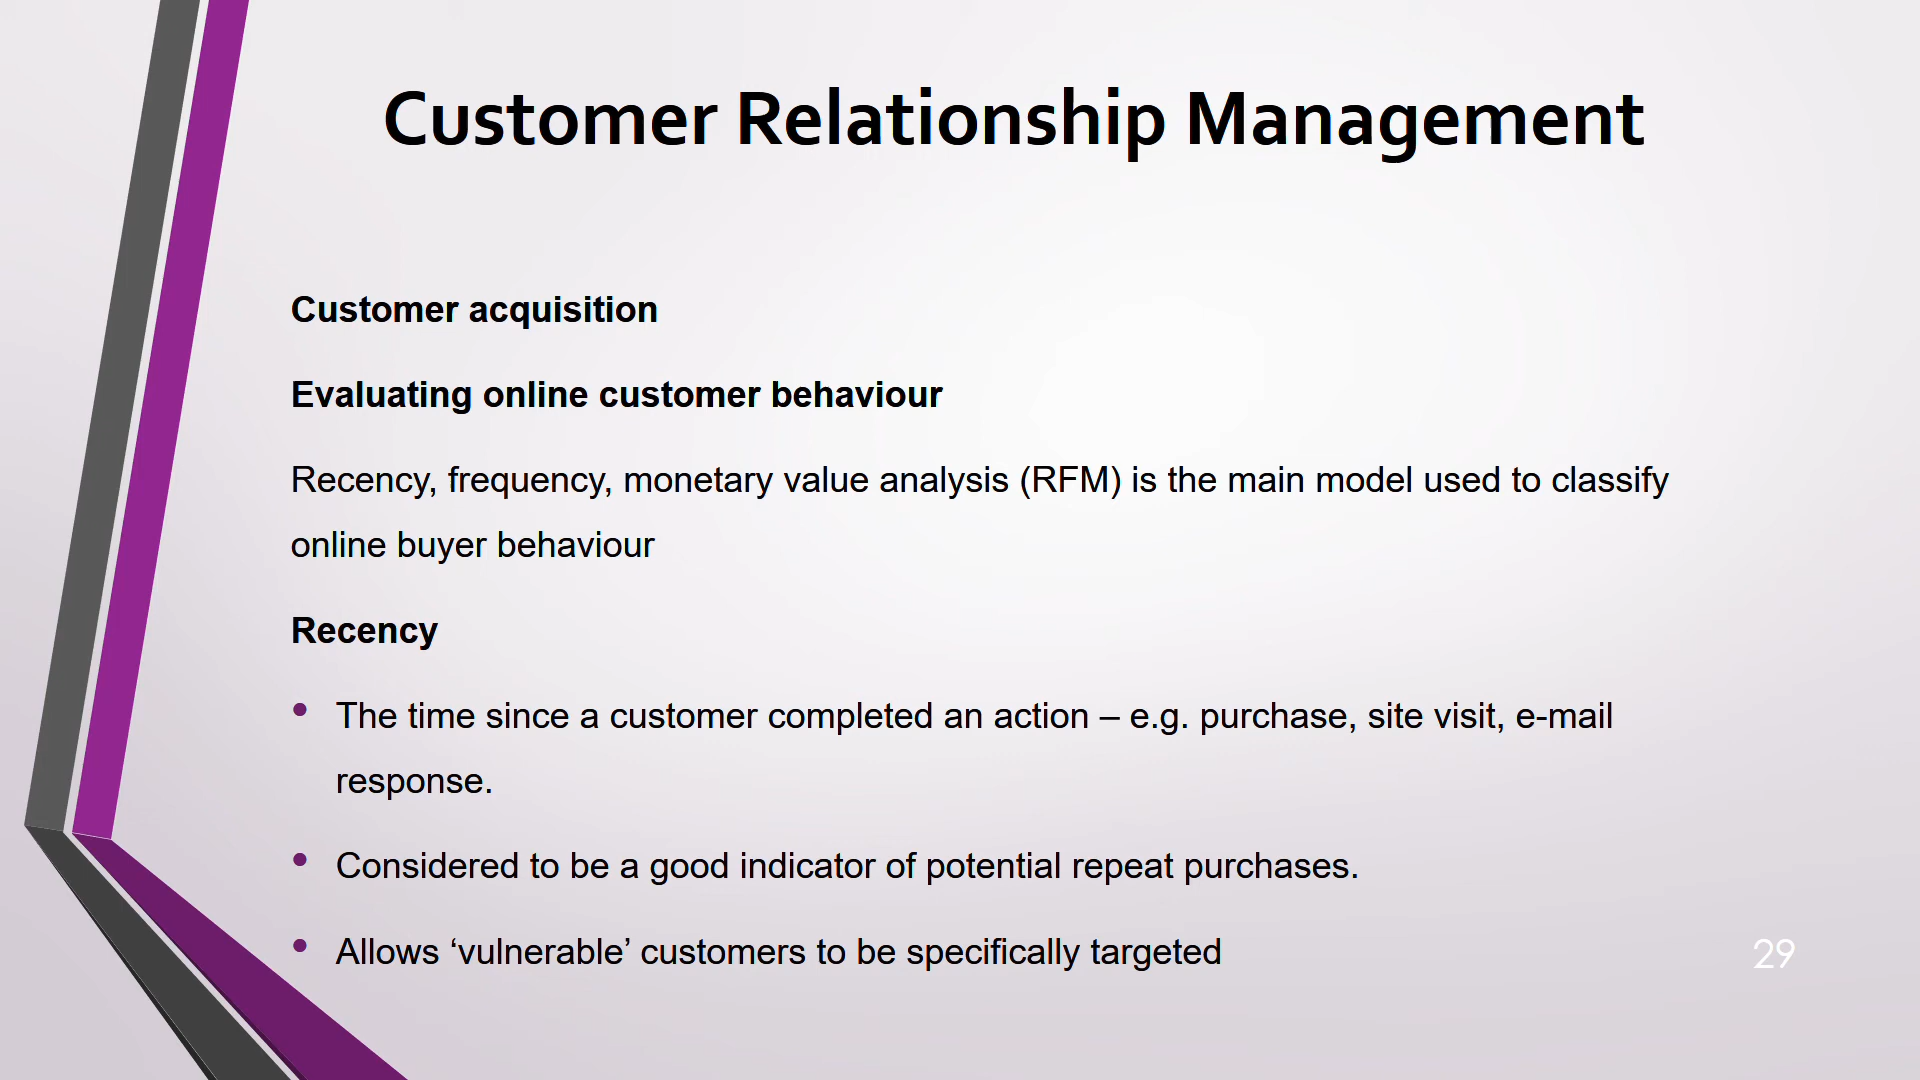 Customer Relationship Management
Customer acquisition
Evaluating online customer behaviour
Recency, frequency, monetary value analysis (RFM) is the main model used to classify
online buyer behaviour
Recency
• The time since a customer completed an action – e.g. purchase, site visit, e-mail
response.
• Considered to be a good indicator of potential repeat purchases.
• Allows ‘vulnerable’ customers to be specifically targeted
29